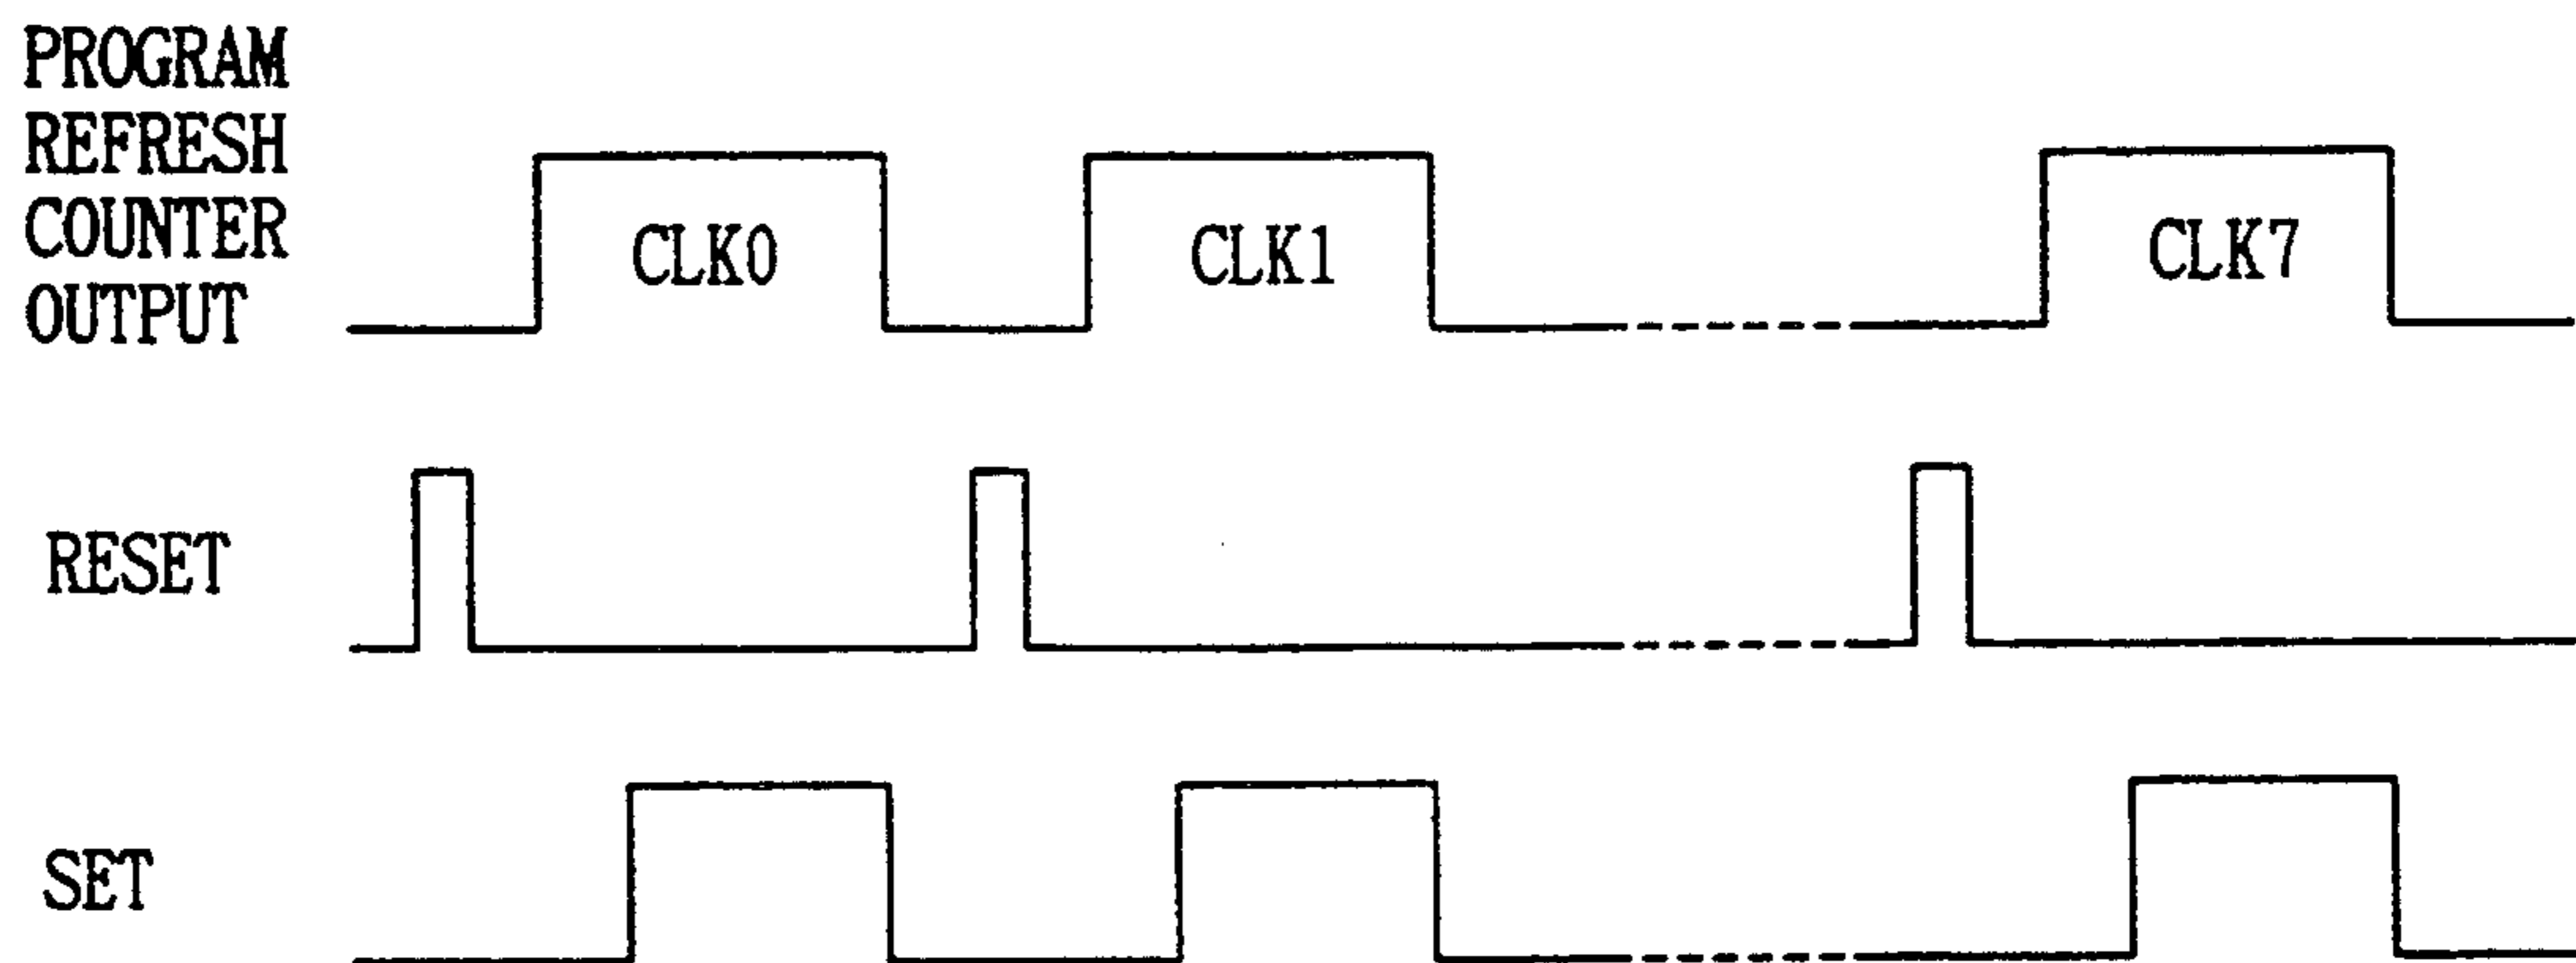 PROGRAM
REFRESH
COUNTER
OUTPUT
CLK0
CLK1
CLK7
RESET
SET